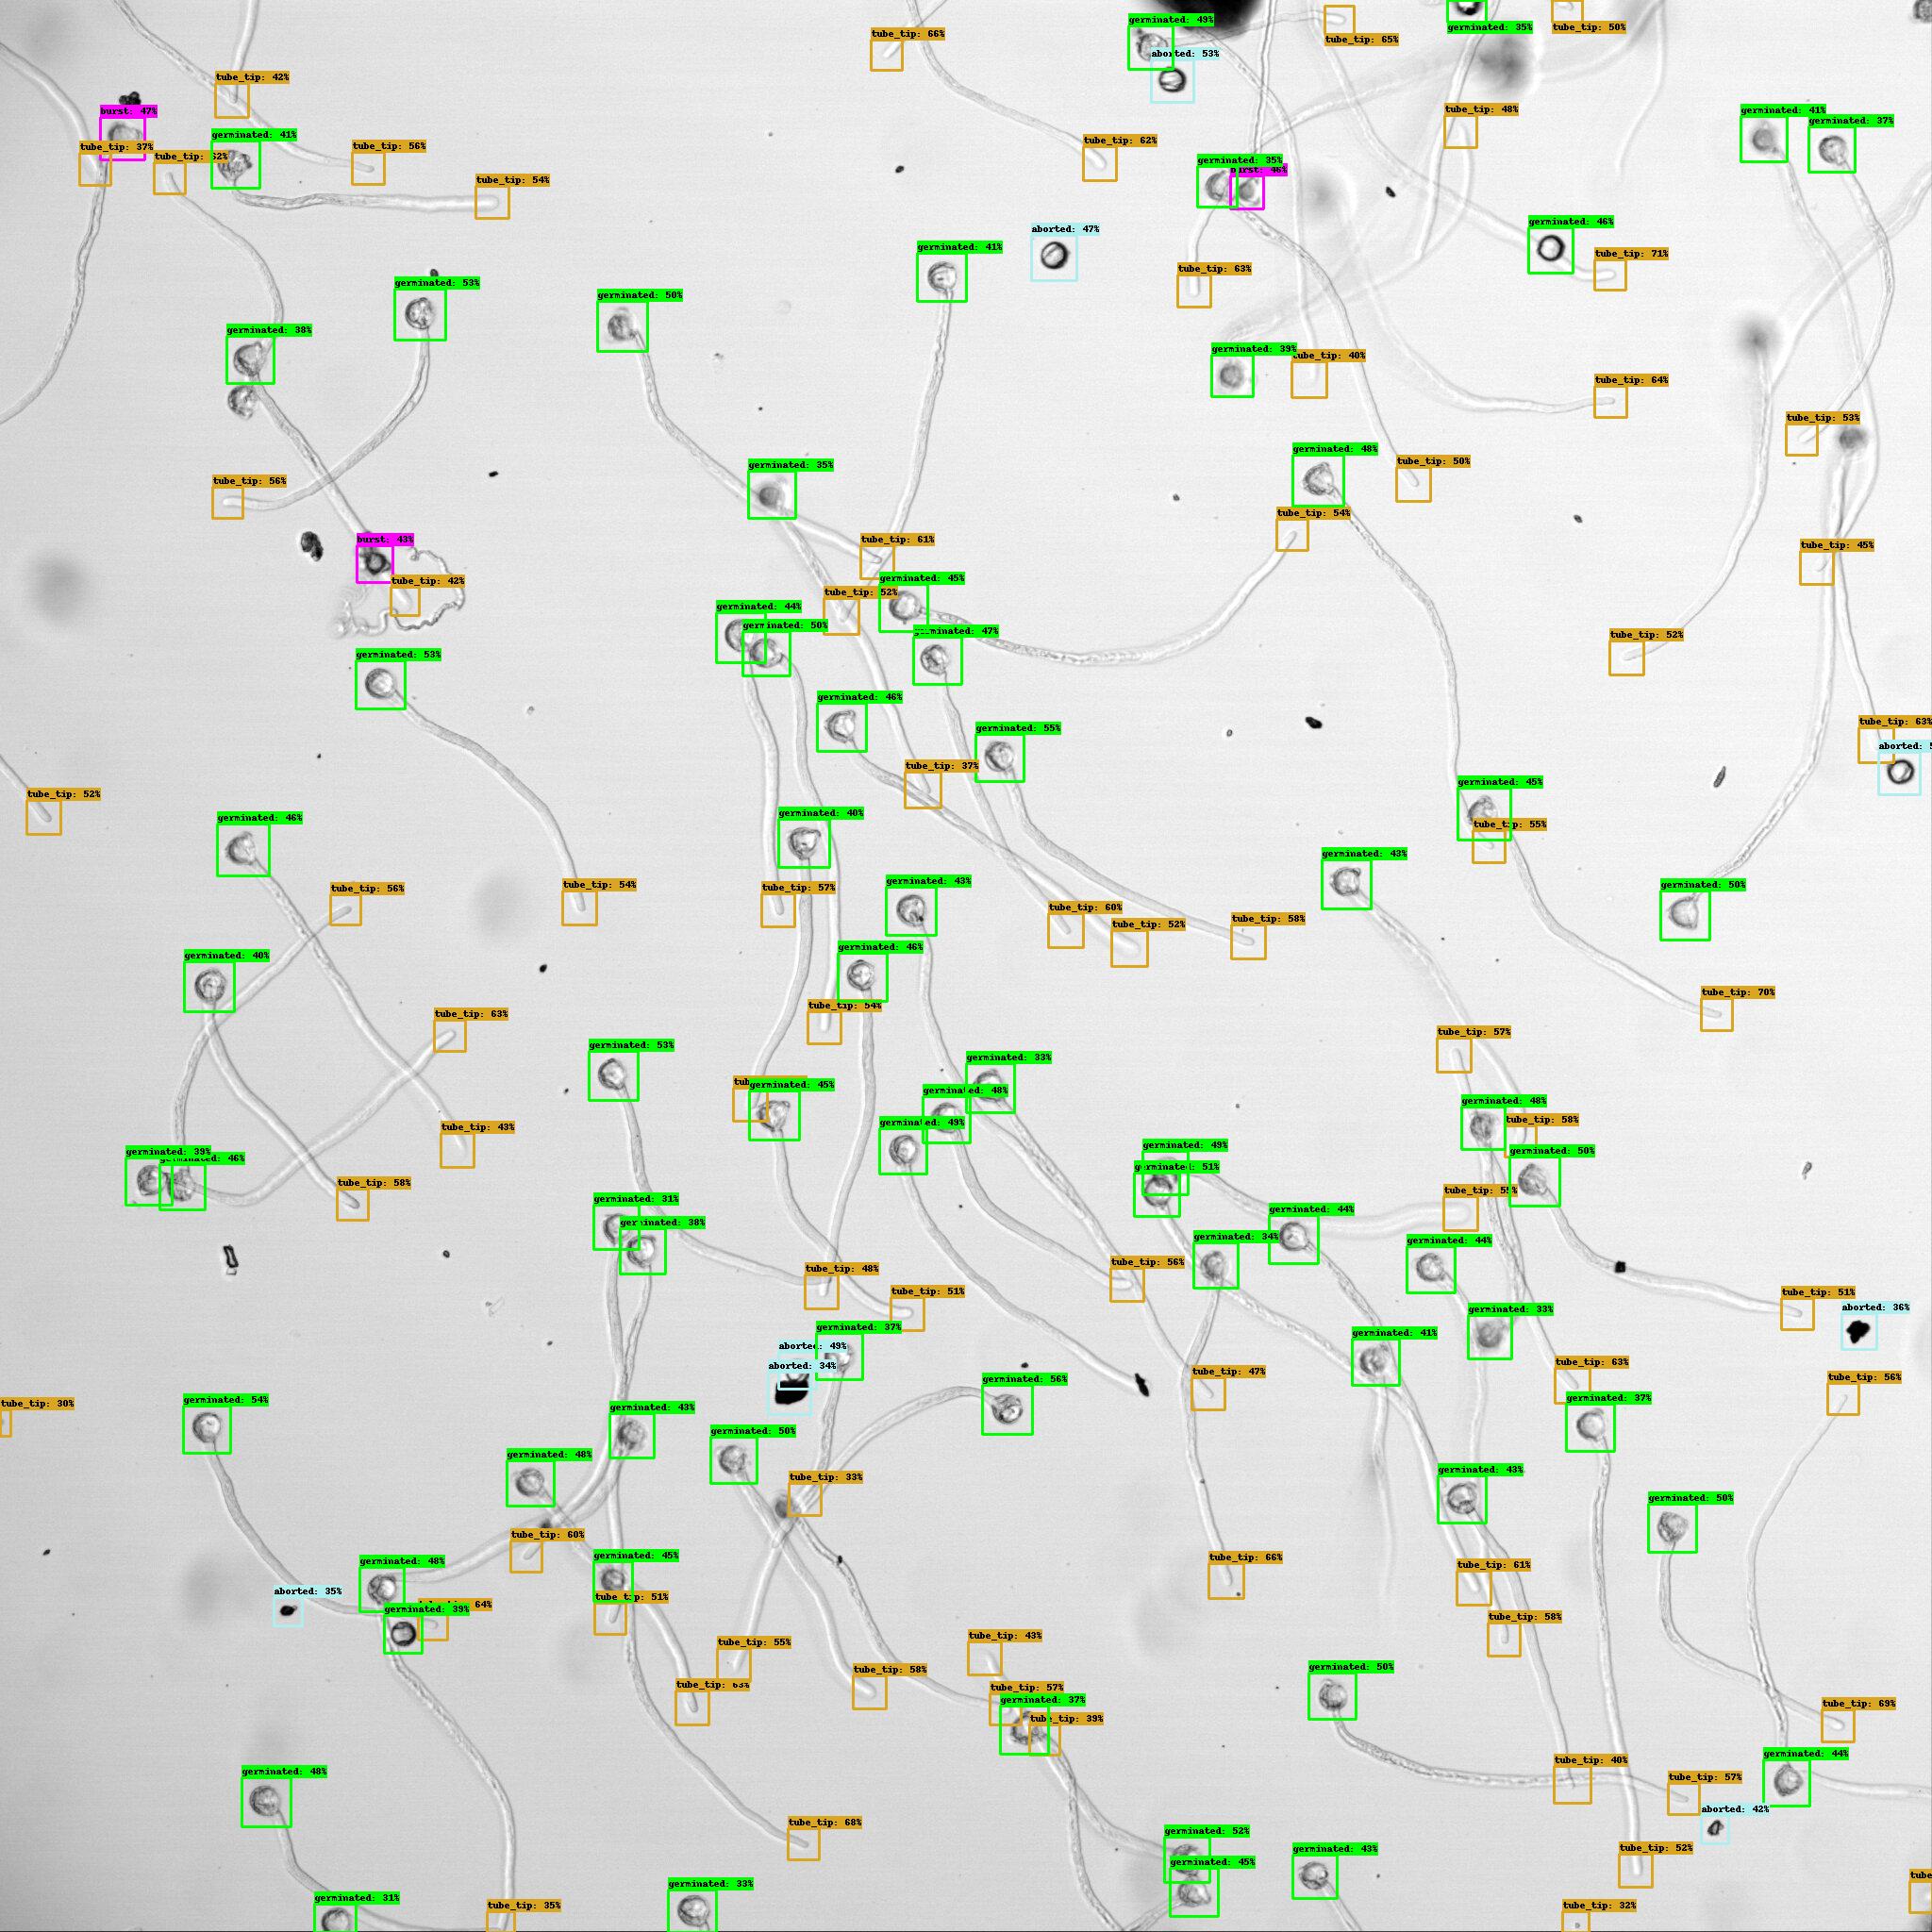 germinated: 49%
germinated: 35%
tube_tip: 50%
tube_tip: 66%
tube_tip: 65%
aborted: 53%
tube_tip: 42%
burst: 47%
tube_tip: 48%
germinated: 41%
germinated: 37%
germinated: 41%
tube_tip: 37%
tube_tip: 62%
tube_tip: 56%
tube_tip: 62%
germinated: 35%
burst: 46%
tube_tip: 54%
germinated: 46%
aborted: 47%
germinated: 41%
tube_tip: 71%
tube_tip: 63%
germinated: 53%
germinated: 50%
germinated: 38%
germinated: 39%
tube_tip: 40%
tube_tip: 64%
tube_tip: 53%
germinated: 48%
germinated: 35%
tube_tip: 50%
tube_tip: 56%
tube_tip: 54%
burst: 43%
tube_tip: 61%
tube_tip: 45%
tube_tip: 42%
germinated: 45%
tube_tip: 52%
germinated: 44%
germinated: 50%
germinated: 47%
tube_tip: 52%
germinated: 53%
germinated: 46%
tube_tip: 63%
germinated: 55%
aborted:
tube_tip: 37%
germinated: 45%
tube_tip: 52%
germinated: 46%
germinated: 40%
tube_tip: 55%
germinated: 43%
tube_tip: 56%
tube_tip: 54%
tube_tip: 57%
germinated: 43%
germinated: 50%
tube_tip: 60%
tube_tip: 58%
tube_tip: 52%
germinated: 46%
germinated: 40%
tube_tip: 70%
tube_tip: 54%
tube_tip: 63%
tube_tip: 57%
germinated: 53%
germinated: 33%
germinated: 45%
germinated: 48%
germinated: 48%
tube_tip: 58%
germinated: 49%
tube_tip: 43%
germinated: 49%
germinated: 39%
germinated: 46%
germinated: 51%
germinated: 50%
tube_tip: 58%
tube_tip: 55%
germinated: 31%
germinated: 44%
germinated: 38%
germinated: 34%
germinated: 44%
tube_tip: 56%
tube_tip: 48%
tube_tip: 51%
tube_tip: 51%
aborted: 36%
germinated: 33%
germinated: 37%
germinated: 41%
aborted: 49%
aborted: 34%
tube_tip: 63%
tube_tip: 47%
germinated: 56%
tube_tip: 56%
germinated: 54%
tube_tip: 30%
germinated: 37%
germinated: 43%
germinated: 50%
germinated: 48%
germinated: 43%
tube_tip: 33%
germinated: 50%
tube_tip: 60%
germinated: 48%
germinated: 45%
tube_tip: 66%
tube_tip: 61%
aborted: 35%
tube_tip: 51%
64%
germinated: 39%
tube_tip: 58%
tube_tip: 43%
tube_tip: 55%
germinated: 50%
tube_tip: 58%
tube_tip: 63%
tube_tip: 57%
germinated: 37%
tube_tip: 69%
tube_tip: 39%
germinated: 44%
tube_tip: 40%
germinated: 48%
tube_tip: 57%
aborted: 42%
tube_tip: 68%
germinated: 52%
germinated: 43%
tube_tip: 52%
germinated: 45%
tube
germinated: 33%
germinated: 31%
tube_tip: 35%
tube_tip: 32%